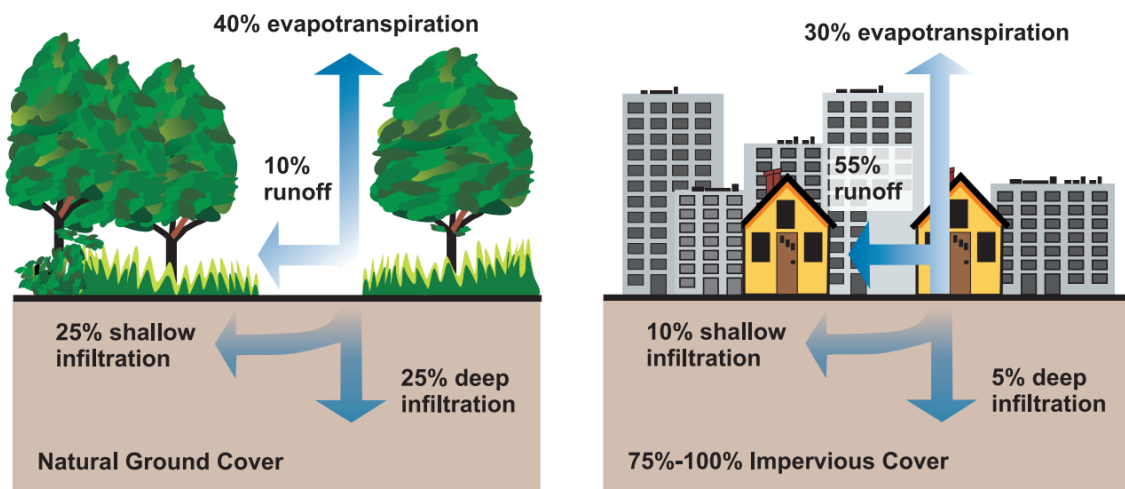 40% evapotranspiration
10%
runoff
25% shallow
infiltration
25% deep
infiltration
Natural Ground Cover
30% evapotranspiration
55%
runoff
10% shallow
infiltration
5% deep
infiltration
75%-100% Impervious Cover